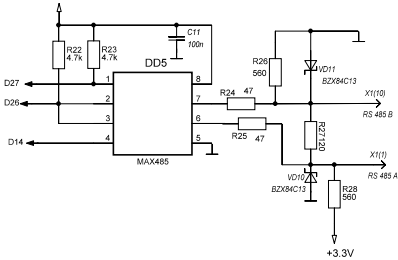 C11
100n
R22
4.7k
R23
4.7k
DD5
R26
560
VD11
BZX84C13
D27
1
8
R24
47
X1(10)
D26
2
7
RS 485 B
3
6
R25
47
R27
120
X1(1)
D14
4
5
RS 485 A
MAX485
VD10
BZX84C13
R28
560
+3.3V